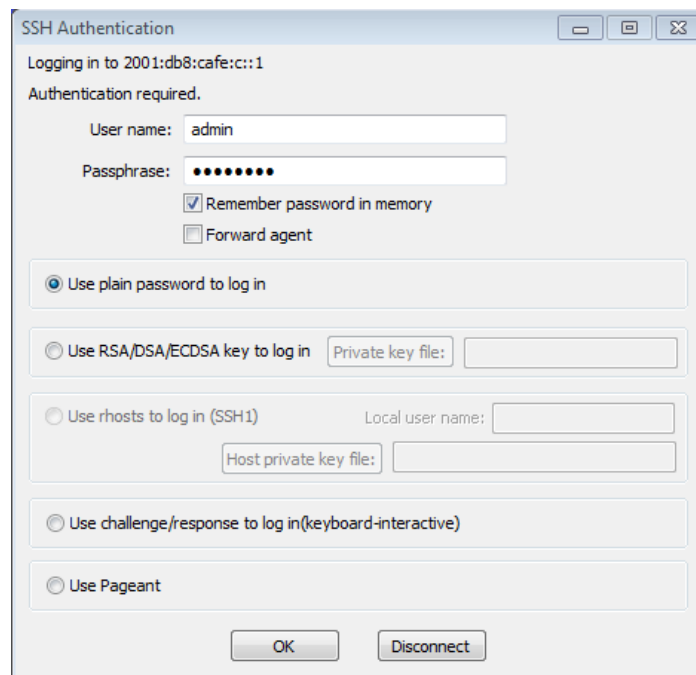 SSH Authentication
Logging in to 2001:db8:cafe:c::1
Authentication required.
User name: admin
Passphrase: ••••••••
Remember password in memory
Forward agent
Use plain password to log in
Use RSA/DSA/ECDSA key to log in Private key file:
Use rhosts to log in (SSH1) Local user name:
Host private key file:
Use challenge/response to log in(keyboard-interactive)
Use Pageant
OK Disconnect